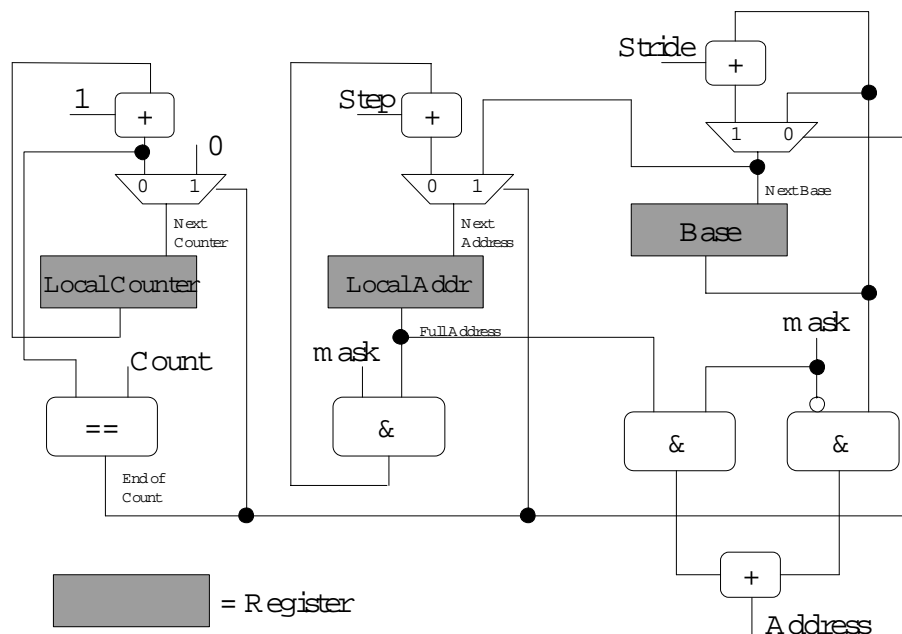 Stride
+
1
+
0
Step
+
1 0
0 1
0 1
Next
Counter
Next
Address
NextBase
LocalCounter
LocalAddr
Base
FullAddress
mask
mask
Count
==
&
&
&
End of
Count
+
= Register
Address